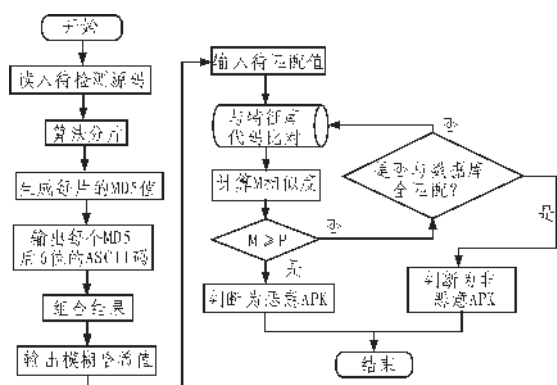 开始
读入待检测源码
算法分片
生成每片的MD5值
输出每个MD5
后6位的ASCII码
组合结果
输出模糊哈希值
输入待匹配值
与特征库
代码比对
计算M相似度
M≥P
否
是
判断为恶意APK
否
是否与数据库
全匹配?
是
判断为非
恶意APK
结束